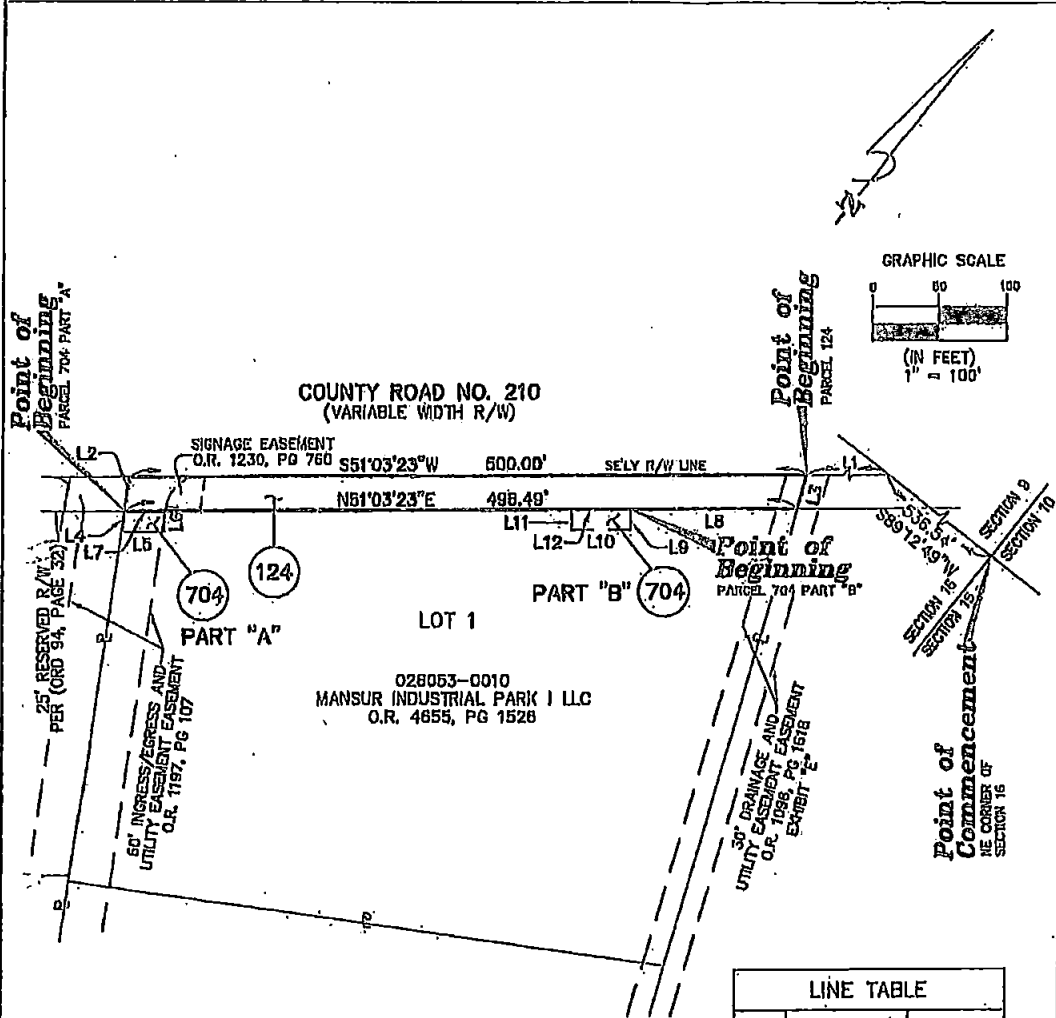 N
GRAPHIC SCALE
0 100
(IN FEET)
1" = 100'
Point of
Beginning
PARCEL 704 PART "A"
Point of
Beginning
PARCEL 124
COUNTY ROAD NO. 210
(VARIABLE WIDTH R/W)
SIGNAGE EASEMENT
O.R. 1230, PG 760
L2
S51°03'23"W 500.00' SE'LY R/W LINE
L1
N51°03'23"E 498.49'
L3
L4
L7
L5
L6
L11
L12
L10
L9
L8
536.54'
S89°12'49"W
SECTION 9
SECTION 10
SECTION 16
SECTION 15
704
PART "A"
124
PART "B"
704
Point of
Beginning
PARCEL 704 PART "B"
LOT 1
026053-0010
MANSUR INDUSTRIAL PARK I LLC
O.R. 4655, PG 1526
25' RESERVED R/W
PER (ORD 94, PAGE 32)
60' INGRESS/EGRESS AND
UTILITY EASEMENT EASEMENT
O.R. 1197, PG 107
30' DRAINAGE AND
UTILITY EASEMENT EASEMENT
O.R. 1096, PG 1618
EXHIBIT "E"
Point of
Commencement
NE CORNER OF
SECTION 16
LINE TABLE